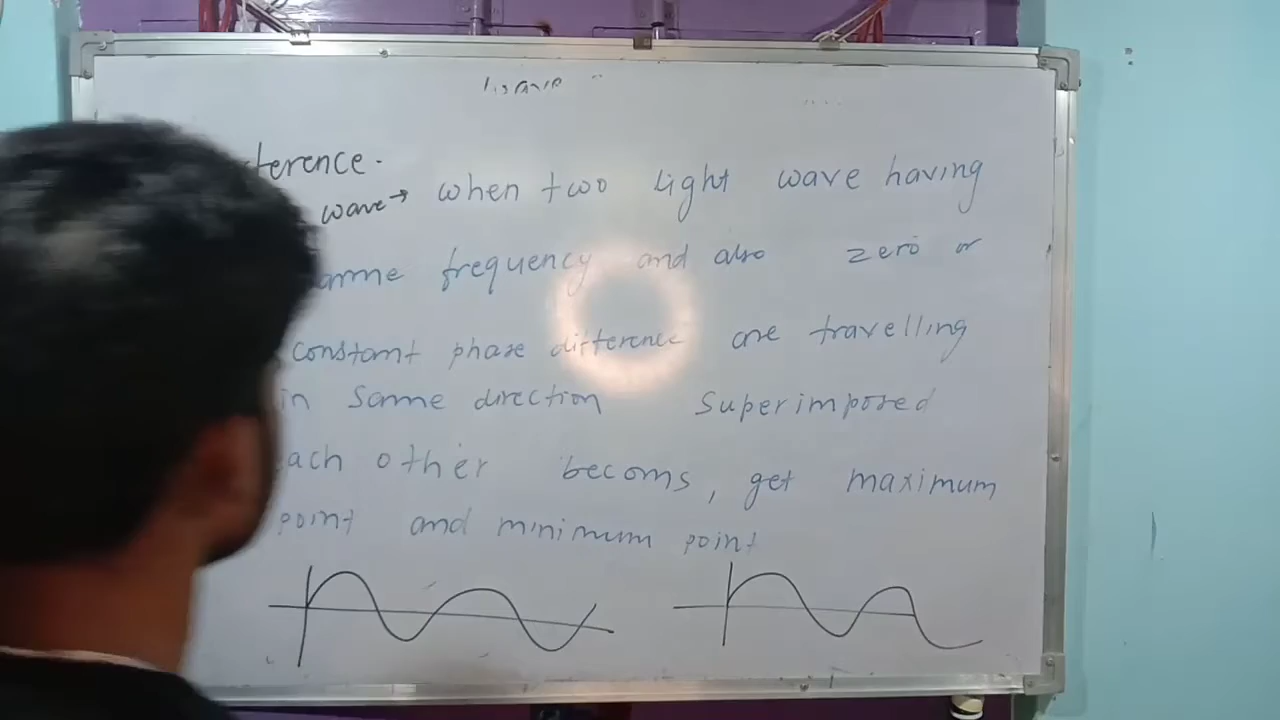 ference.
wave → when two light wave having
ame frequency and also zero or
constant phase difference are travelling
in same direction superimposed
ach other becoms, get maximum
point and minimum point